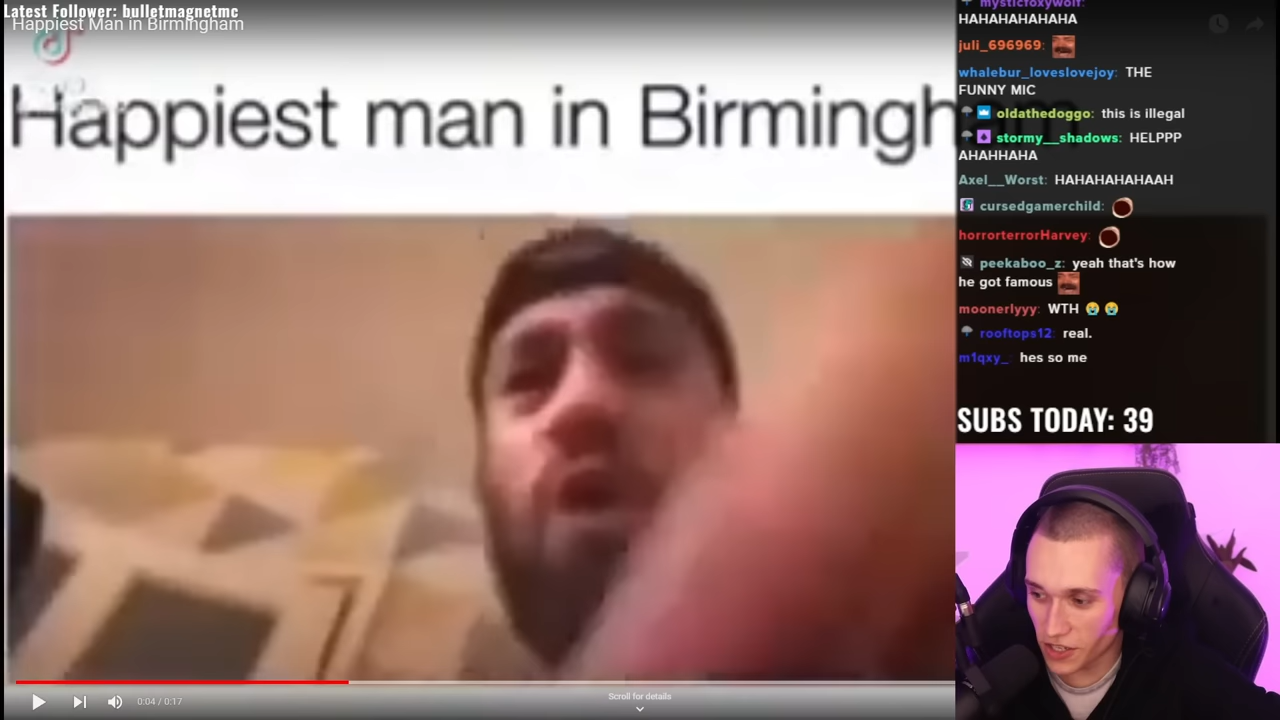 Latest Follower: bulletmagnetmc
Happiest Man in Birmingham
Happiest man in Birmingh
mysticfoxywolf:
HAHAHAHAHAHA
juli_696969:
whalebur_loveslovejoy: THE
FUNNY MIC
oldathedoggo: this is illegal
stormy__shadows: HELPPP
AHAHHAHA
Axel__Worst: HAHAHAHAHAAH
cursedgamerchild:
horrorterrorHarvey:
peekaboo_z: yeah that's how
he got famous
moonerlyyy: WTH
rooftops12: real.
m1qxy_: hes so me
SUBS TODAY: 39
0:04 / 0:17
Scroll for details